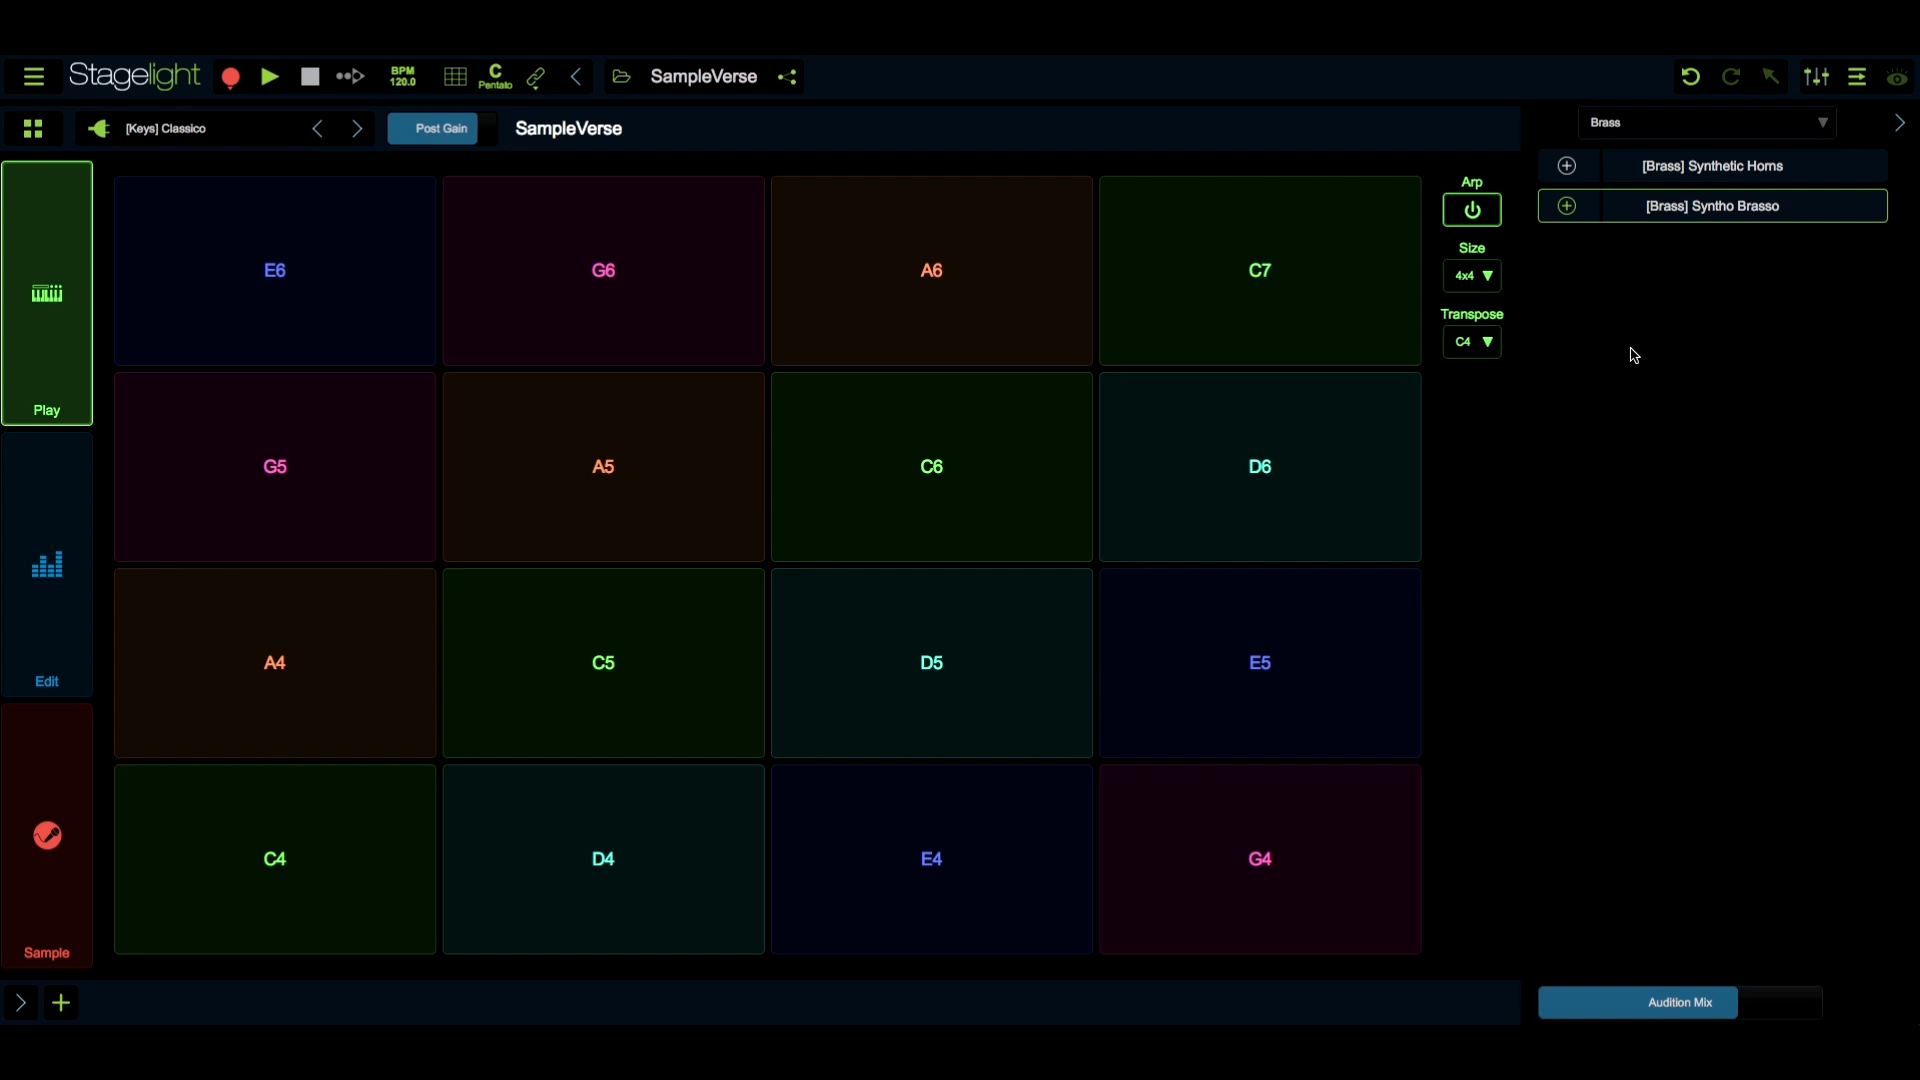 Stagelight
BPM
120.0
C
Pentato
SampleVerse
[Keys] Classico
Post Gain
SampleVerse
Brass
[Brass] Synthetic Horns
[Brass] Syntho Brasso
Arp
Size
4x4
Transpose
C4
E6
G6
A6
C7
Play
G5
A5
C6
D6
A4
C5
D5
E5
Edit
C4
D4
E4
G4
Sample
Audition Mix